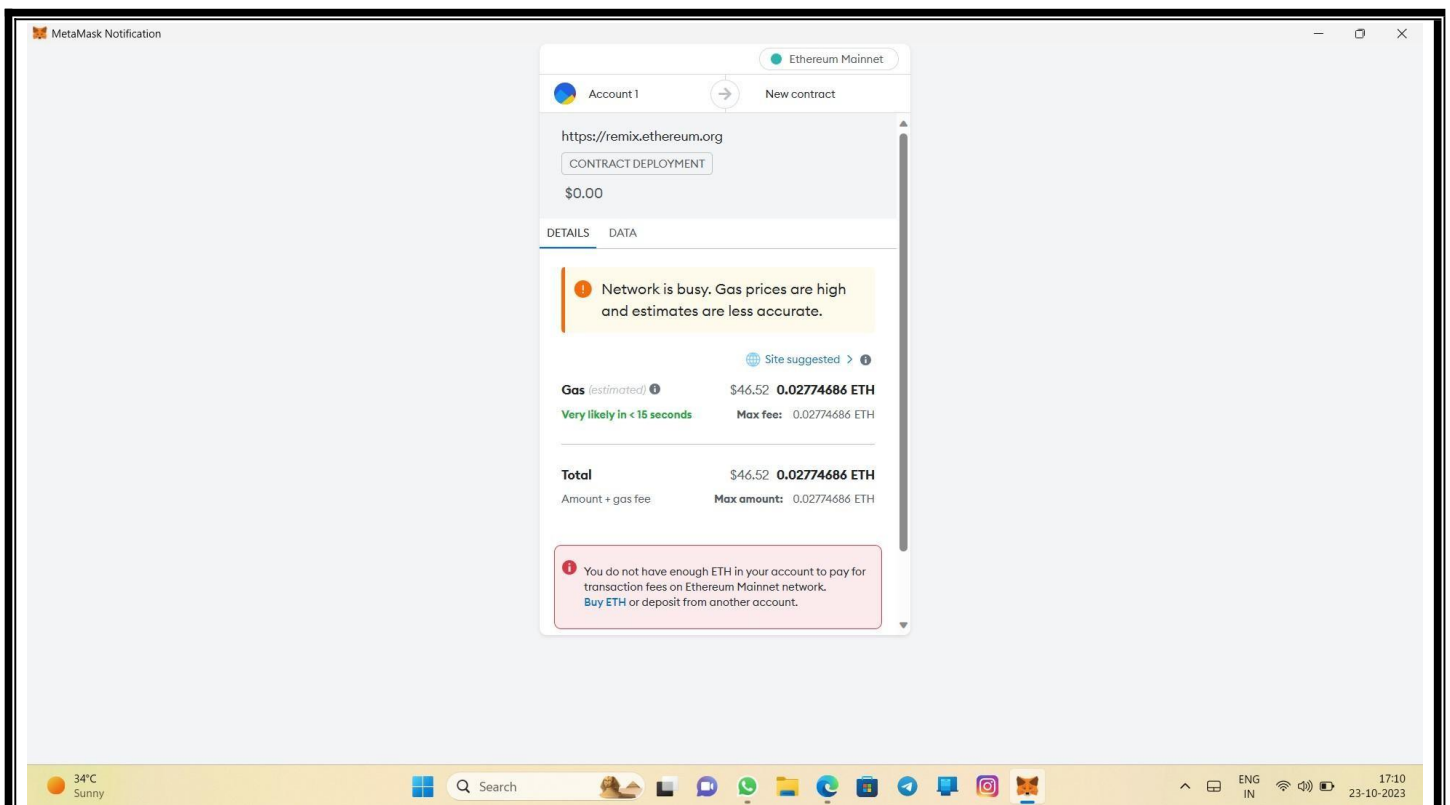 MetaMask Notification
Ethereum Mainnet
Account 1 New contract
https://remix.ethereum.org
CONTRACT DEPLOYMENT
$0.00
DETAILS DATA
Network is busy. Gas prices are high
and estimates are less accurate.
Site suggested >
Gas (estimated) $46.52 0.02774686 ETH
Very likely in < 15 seconds Max fee: 0.02774686 ETH
Total $46.52 0.02774686 ETH
Amount + gas fee Max amount: 0.02774686 ETH
You do not have enough ETH in your account to pay for
transaction fees on Ethereum Mainnet network.
Buy ETH or deposit from another account.
34°C
Sunny
Search
ENG
IN
17:10
23-10-2023